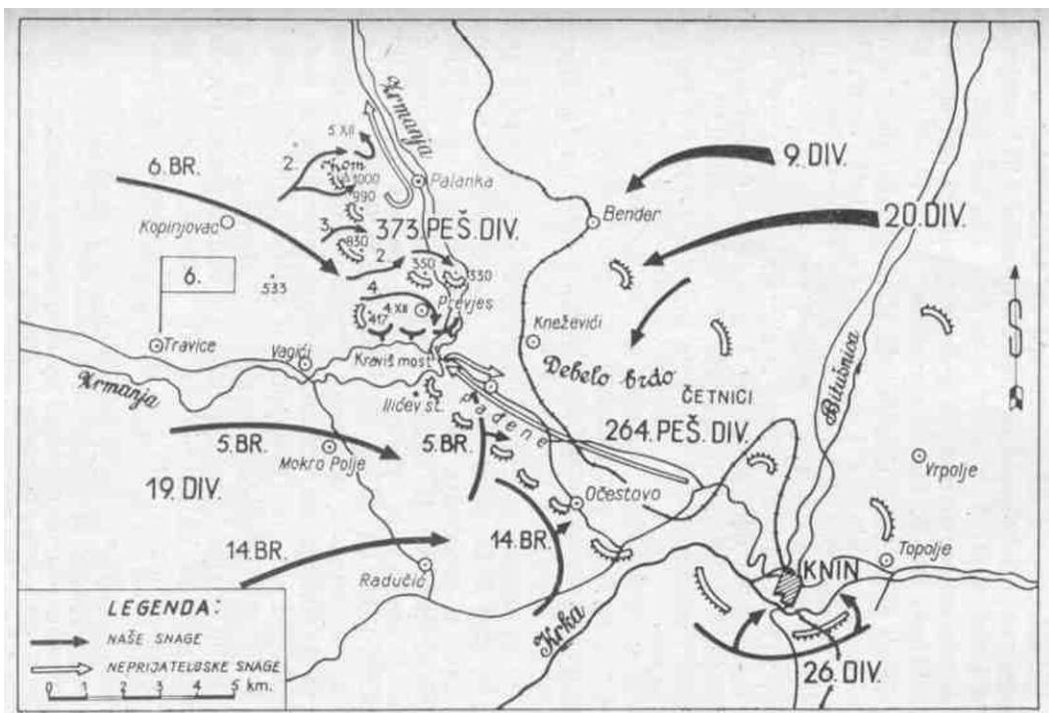 5 XII
Krmanja
2.
6. BR.
9. DIV.
1000
990
Palanka
Kopinjovac
3.
373. PEŠ. DIV.
Bender
20. DIV.
830
2.
350
330
6.
533
4.
4. XII
Prevjes
417
Kneževići
Travice
Vagići
Kraviš most
Debelo brdo
ČETNICI
Butušnica
Krmanja
Ilićev st.
Pađene
264. PEŠ. DIV.
5. BR.
5. BR.
Mokro Polje
Vrpolje
19. DIV.
Očestovo
14. BR.
14. BR.
Topolje
Radučić
KNIN
Krka
26. DIV.
LEGENDA:
NAŠE SNAGE
NEPRIJATELJSKE SNAGE
0 1 2 3 4 5 km.